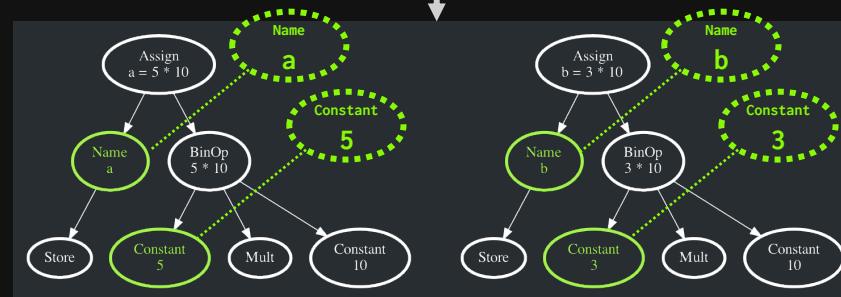 Name
a
Assign
a = 5 * 10
Constant
5
Name
a
BinOp
5 * 10
Store
Constant
5
Mult
Constant
10
Name
b
Assign
b = 3 * 10
Constant
3
Name
b
BinOp
3 * 10
Store
Constant
3
Mult
Constant
10